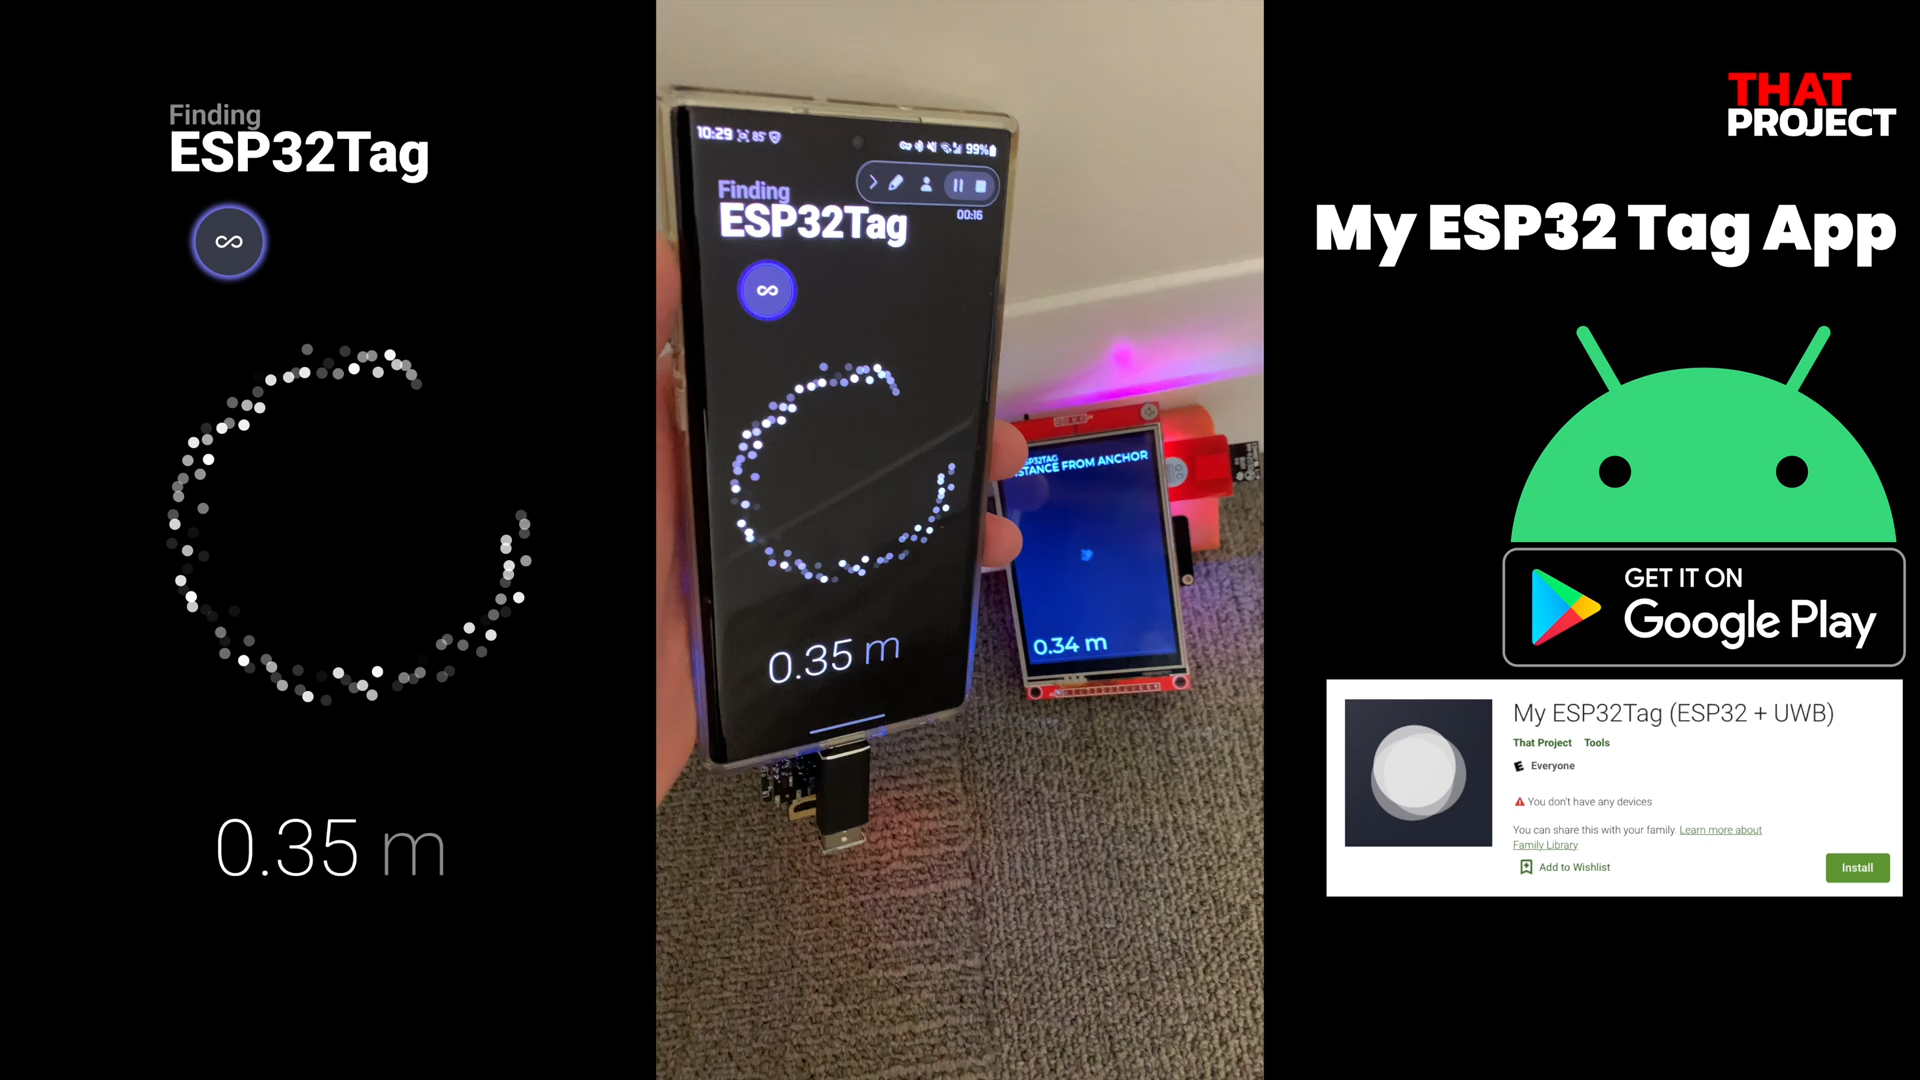 Finding
ESP32Tag
0.35 m
10:29 85°
99%
Finding
ESP32Tag
00:16
0.35 m
SP32TAG
STANCE FROM ANCHOR
0.34 m
THAT
PROJECT
My ESP32 Tag App
GET IT ON
Google Play
My ESP32Tag (ESP32 + UWB)
That Project Tools
E Everyone
You don't have any devices
You can share this with your family. Learn more about
Family Library
Add to Wishlist
Install